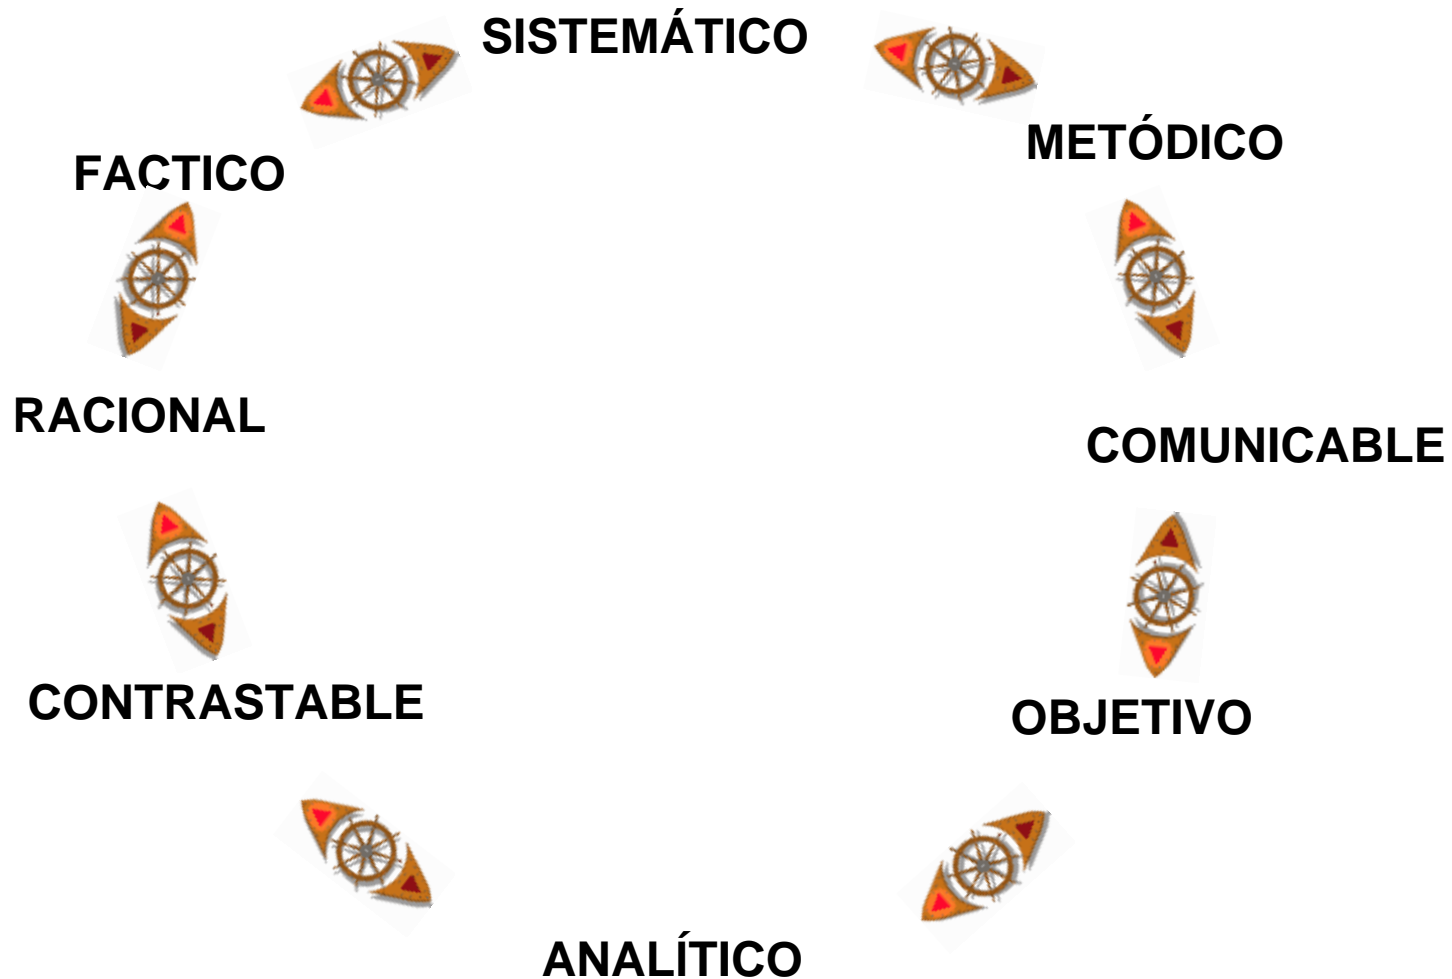 SISTEMÁTICO
METÓDICO
FACTICO
RACIONAL
COMUNICABLE
CONTRASTABLE
OBJETIVO
ANALÍTICO